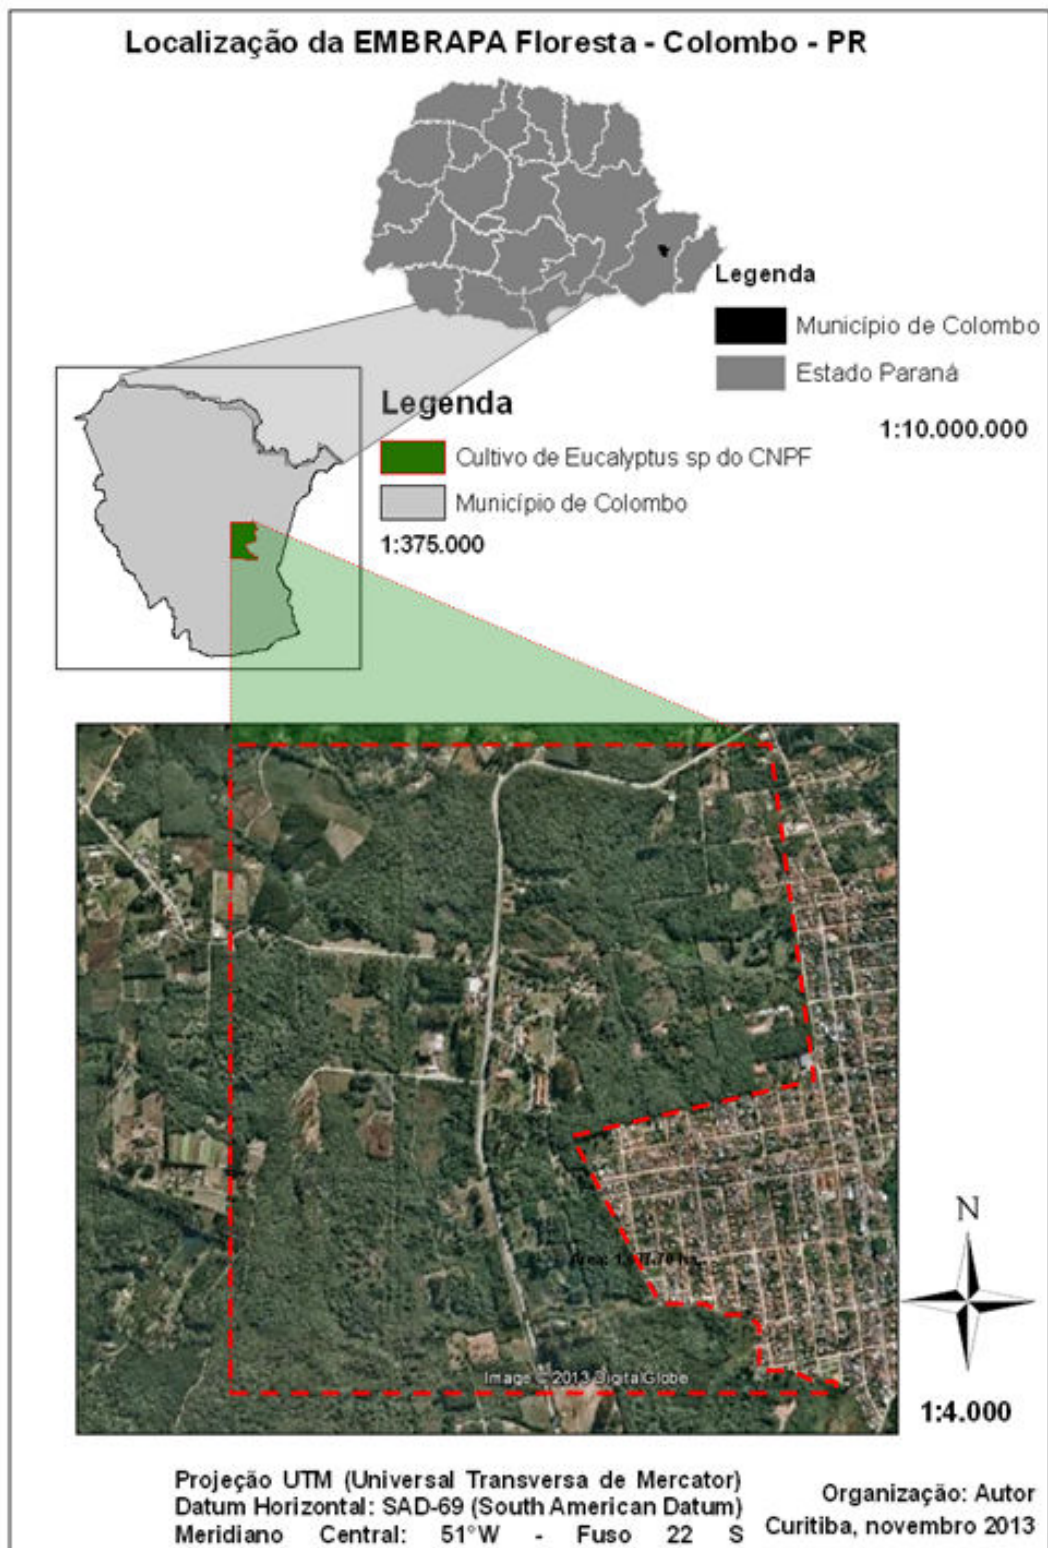 Localização da EMBRAPA Floresta - Colombo - PR
Legenda
Município de Colombo
Estado Paraná
1:10.000.000
Legenda
Cultivo de Eucalyptus sp do CNPF
Município de Colombo
1:375.000
N
Área:
Image © 2013 DigitalGlobe
1:4.000
Projeção UTM (Universal Transversa de Mercator)
Datum Horizontal: SAD-69 (South American Datum)
Meridiano Central: 51°W - Fuso 22 S
Organização: Autor
Curitiba, novembro 2013